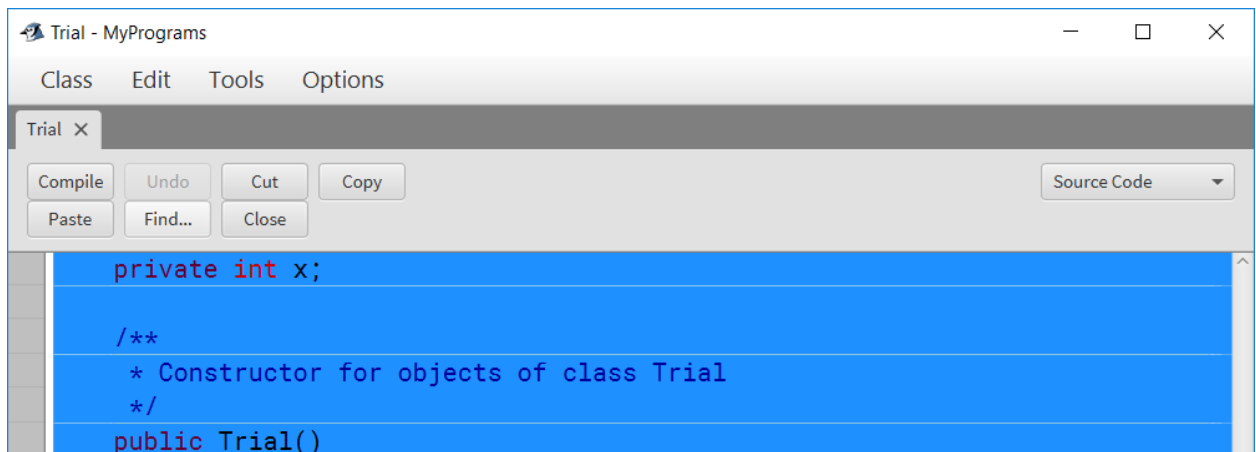 Trial - MyPrograms
Class Edit Tools Options
Trial
Compile Undo Cut Copy Source Code
Paste Find... Close
private int x;
/**
* Constructor for objects of class Trial
*/
public Trial()